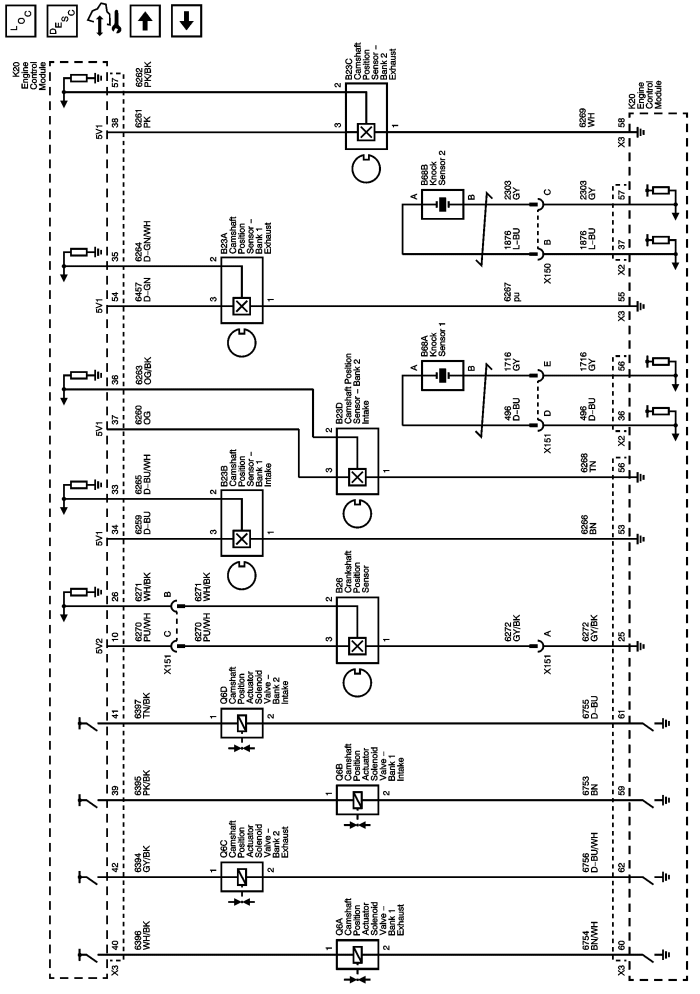 LOC
DESC
K20
Engine
Control
Module
57
6262
PK/BK
5V1
38
6261
PK
B23C
Camshaft
Position
Sensor –
Bank 2
Exhaust
2
3
1
6269
WH
58
X3
K20
Engine
Control
Module
B68B
Knock
Sensor 2
A
B
2303
GY
C
2303
GY
57
1876
L-BU
B
X150
1876
L-BU
37
X2
35
6264
D-GN/WH
5V1
54
6457
D-GN
B23A
Camshaft
Position
Sensor –
Bank 1
Exhaust
2
3
1
6267
pu
55
X3
B68A
Knock
Sensor 1
A
B
1716
GY
E
1716
GY
56
496
D-BU
D
X151
496
D-BU
36
X2
36
6263
OG/BK
5V1
37
6260
OG
B23D
Camshaft Position
Sensor – Bank 2
Intake
2
3
1
6268
TN
56
33
6265
D-BU/WH
5V1
34
6259
D-BU
B23B
Camshaft
Position
Sensor –
Bank 1
Intake
2
3
1
6266
BN
53
26
6271
WH/BK
B
6271
WH/BK
5V2
10
6270
PU/WH
C
X151
6270
PU/WH
B26
Crankshaft
Position
Sensor
2
3
1
6272
GY/BK
A
X151
6272
GY/BK
25
41
6397
TN/BK
Q6D
Camshaft
Position
Actuator
Solenoid
Valve –
Bank 2
Intake
1
2
6755
D-BU
61
39
6395
PK/BK
Q6B
Camshaft
Position
Actuator
Solenoid
Valve –
Bank 1
Intake
1
2
6753
BN
59
42
6394
GY/BK
Q6C
Camshaft
Position
Actuator
Solenoid
Valve –
Bank 2
Exhaust
1
2
6756
D-BU/WH
62
40
X3
6396
WH/BK
Q6A
Camshaft
Position
Actuator
Solenoid
Valve –
Bank 1
Exhaust
1
2
6754
BN/WH
60
X3